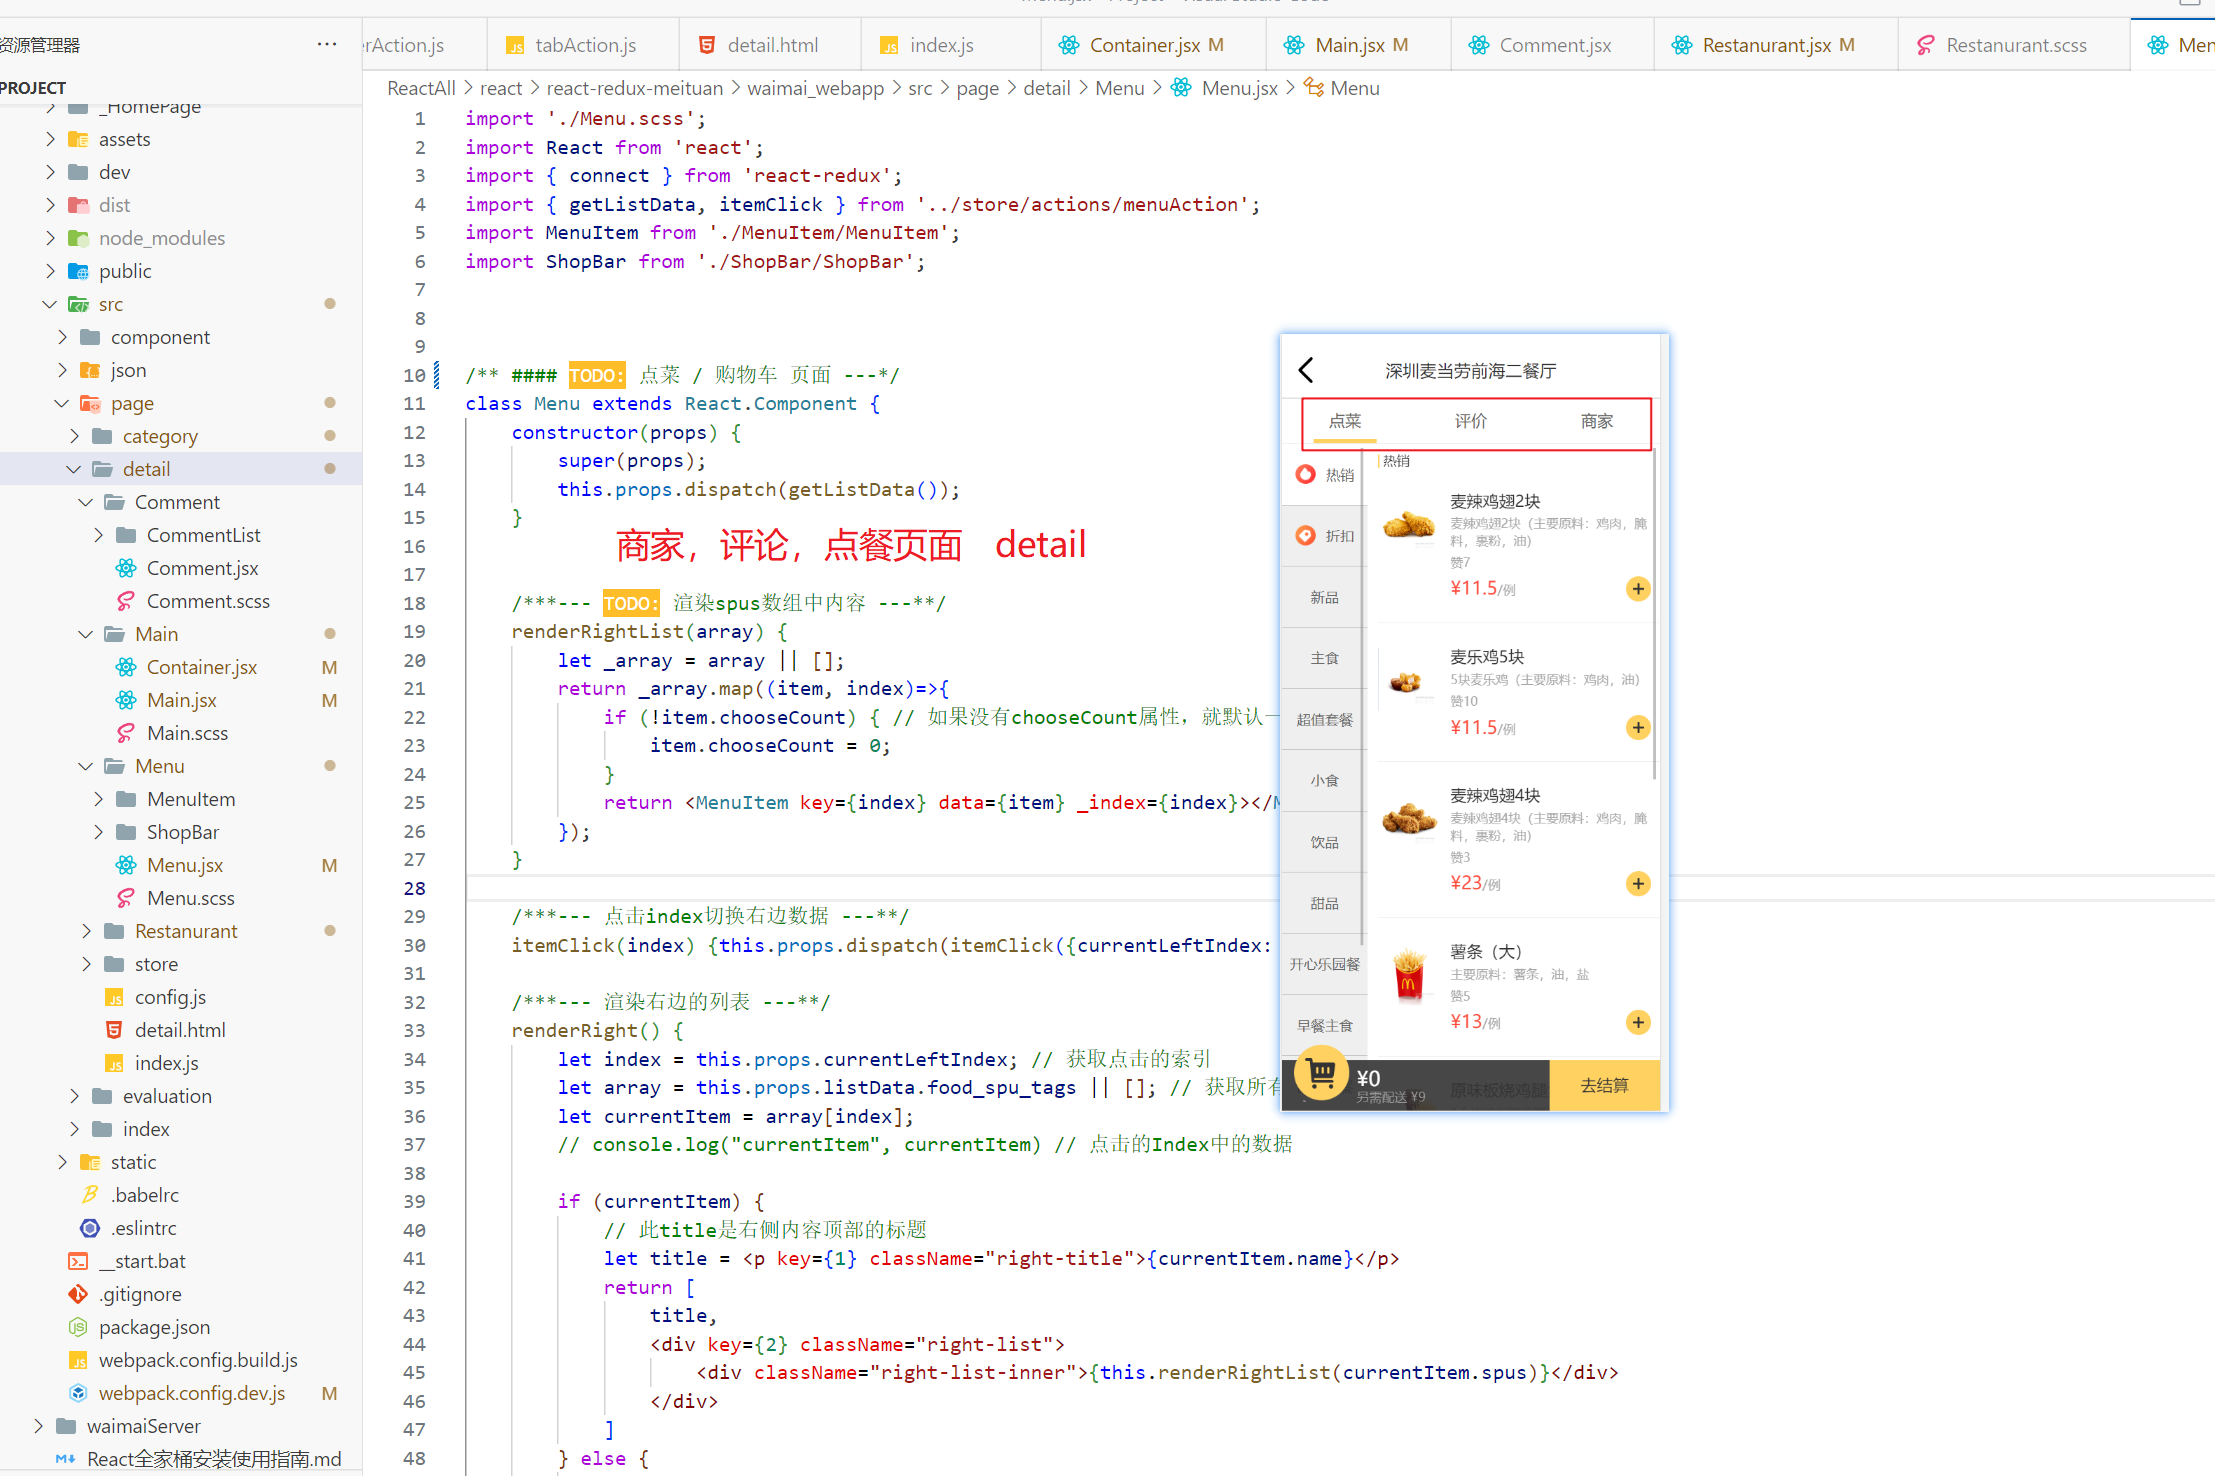 资源管理器
···
erAction.js
tabAction.js
detail.html
index.js
Container.jsx M
Main.jsx M
Comment.jsx
Restanurant.jsx M
Restanurant.scss
PROJECT
ReactAll > react > react-redux-meituan > waimai_webapp > src > page > detail > Menu > Menu.jsx > Menu
_HomePage
assets
dev
dist
node_modules
public
src
component
json
page
category
detail
Comment
CommentList
Comment.jsx
Comment.scss
Main
Container.jsx M
Main.jsx M
Main.scss
Menu
MenuItem
ShopBar
Menu.jsx M
Menu.scss
Restanurant
store
config.js
detail.html
index.js
evaluation
index
static
.babelrc
.eslintrc
__start.bat
.gitignore
package.json
webpack.config.build.js
webpack.config.dev.js M
waimaiServer
React全家桶安装使用指南.md
1 import './Menu.scss';
2 import React from 'react';
3 import { connect } from 'react-redux';
4 import { getListData, itemClick } from '../store/actions/menuAction';
5 import MenuItem from './MenuItem/MenuItem';
6 import ShopBar from './ShopBar/ShopBar';
7
8
9
10 /** #### TODO: 点菜 / 购物车 页面 ---*/
11 class Menu extends React.Component {
12 constructor(props) {
13 super(props);
14 this.props.dispatch(getListData());
15 }
16
商家，评论，点餐页面 detail
17
18 /***--- TODO: 渲染spus数组中内容 ---**/
19 renderRightList(array) {
20 let _array = array || [];
21 return _array.map((item, index)=>{
22 if (!item.chooseCount) { // 如果没有chooseCount属性，就默认一
23 item.chooseCount = 0;
24 }
25 return <MenuItem key={index} data={item} _index={index}></
26 });
27 }
28
29 /***--- 点击index切换右边数据 ---**/
30 itemClick(index) {this.props.dispatch(itemClick({currentLeftIndex:
31
32 /***--- 渲染右边的列表 ---**/
33 renderRight() {
34 let index = this.props.currentLeftIndex; // 获取点击的索引
35 let array = this.props.listData.food_spu_tags || []; // 获取所有
36 let currentItem = array[index];
37 // console.log("currentItem", currentItem) // 点击的Index中的数据
38
39 if (currentItem) {
40 // 此title是右侧内容顶部的标题
41 let title = <p key={1} className="right-title">{currentItem.name}</p>
42 return [
43 title,
44 <div key={2} className="right-list">
45 <div className="right-list-inner">{this.renderRightList(currentItem.spus)}</div>
46 </div>
47 ]
48 } else {
深圳麦当劳前海二餐厅
点菜 评价 商家
热销
折扣
新品
主食
超值套餐
小食
饮品
甜品
开心乐园餐
早餐主食
热销
麦辣鸡翅2块
麦辣鸡翅2块（主要原料：鸡肉，腌
料，裹粉，油）
赞7
¥11.5/例
麦乐鸡5块
5块麦乐鸡（主要原料：鸡肉，油）
赞10
¥11.5/例
麦辣鸡翅4块
麦辣鸡翅4块（主要原料：鸡肉，腌
料，裹粉，油）
赞3
¥23/例
薯条（大）
主要原料：薯条，油，盐
赞5
¥13/例
原味板烧鸡腿
¥0
另需配送 ¥9
去结算